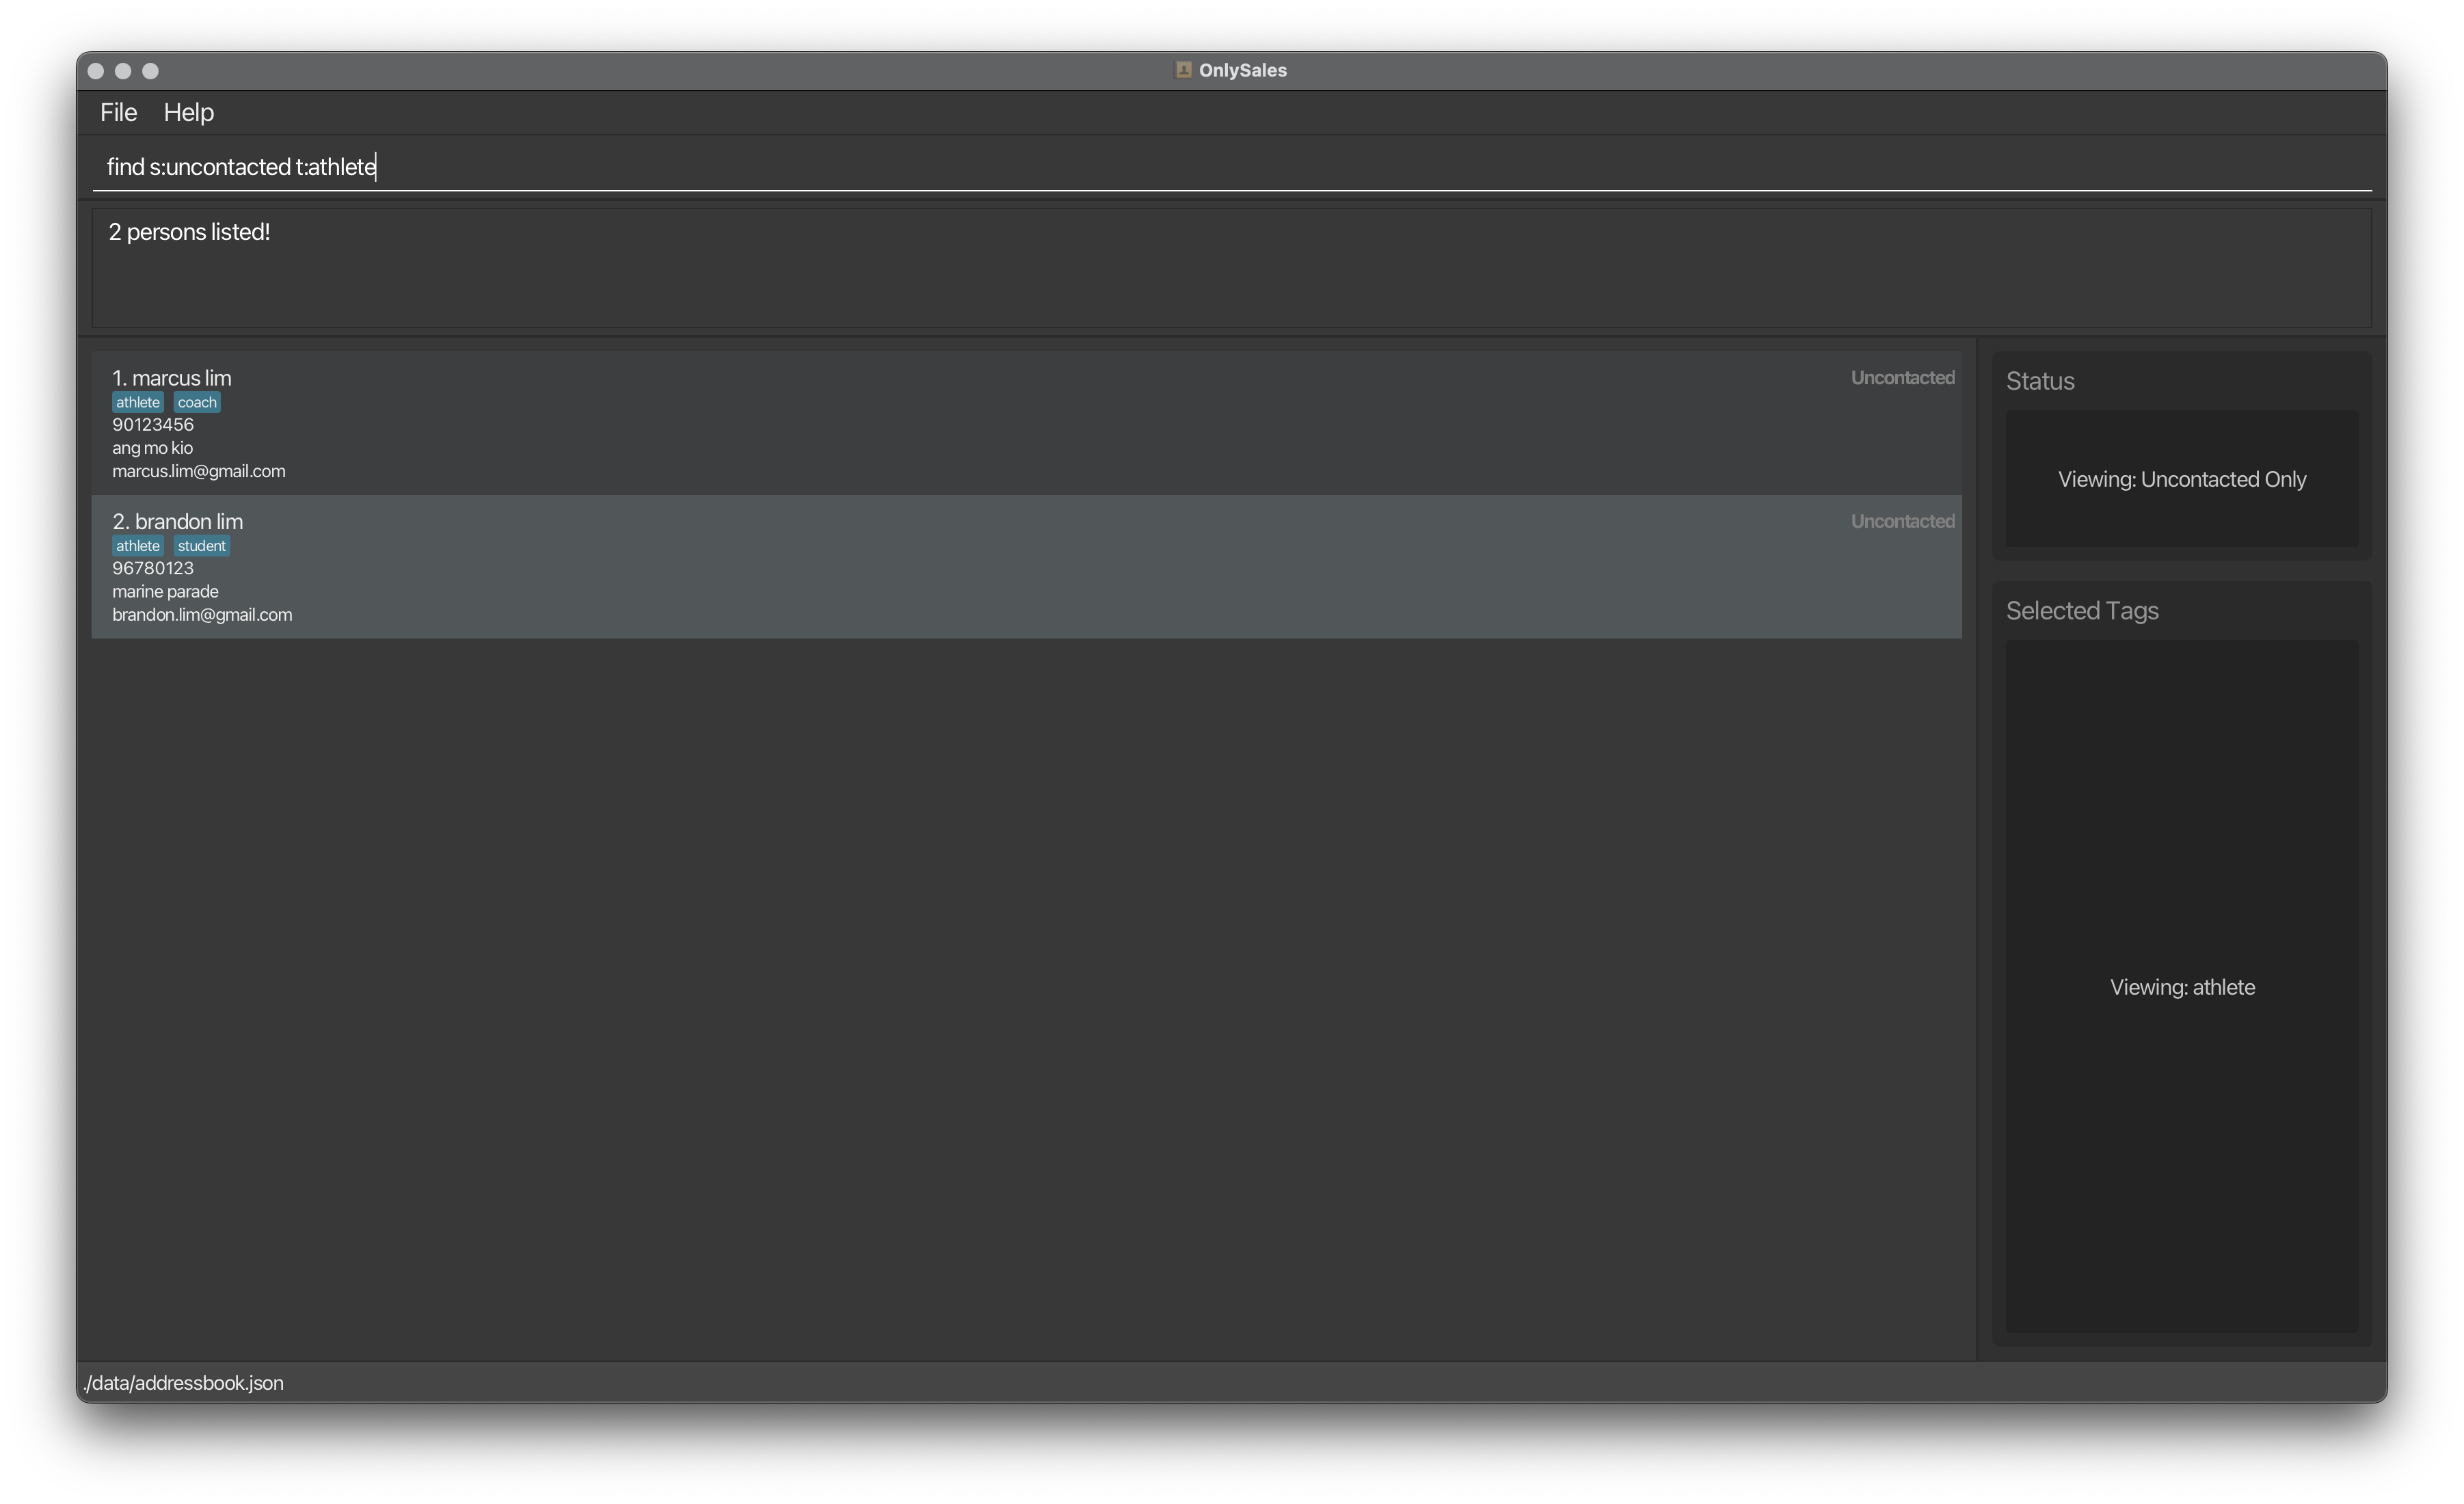 OnlySales
File Help
find s:uncontacted t:athlete
2 persons listed!
1. marcus lim Uncontacted
athlete coach
90123456
ang mo kio
marcus.lim@gmail.com
2. brandon lim Uncontacted
athlete student
96780123
marine parade
brandon.lim@gmail.com
Status
Viewing: Uncontacted Only
Selected Tags
Viewing: athlete
./data/addressbook.json